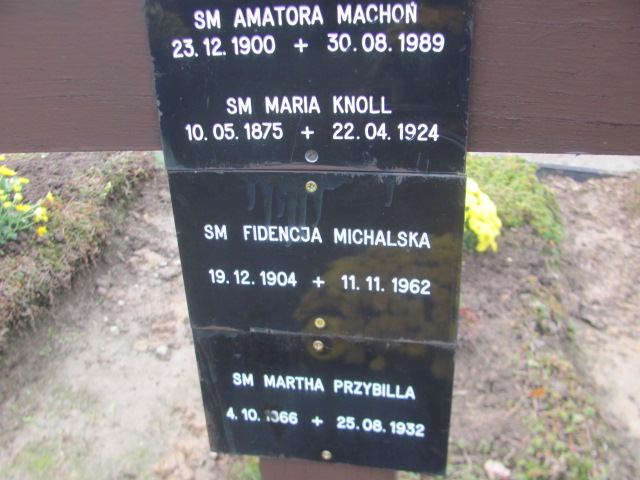 SM AMATORA MACHOŃ
23.12.1900 + 30.08.1989
SM MARIA KNOLL
10.05.1875 + 22.04.1924
SM FIDENCJA MICHALSKA
19.12.1904 + 11.11.1962
SM MARTHA PRZYBILLA
4.10.1866 + 25.08.1932